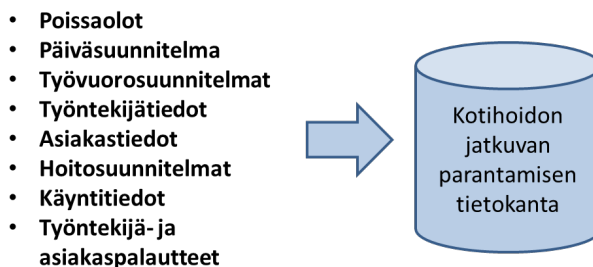 • Poissaolot
• Päiväsuunnitelma
• Työvuorosuunnitelmat
• Työntekijätiedot
• Asiakastiedot
• Hoitosuunnitelmat
• Käyntitiedot
• Työntekijä- ja
asiakaspalautteet
Kotihoidon
jatkuvan
parantamisen
tietokanta